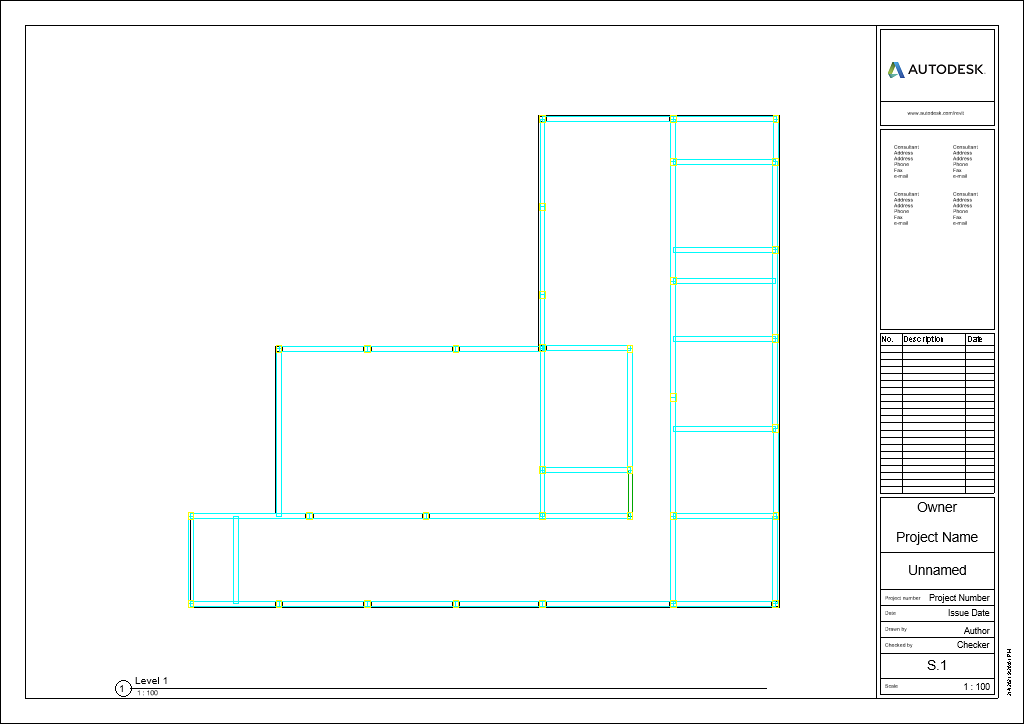 AUTODESK.
www.autodesk.com/revit
Consultant
Address
Address
Phone
Fax
e-mail
Consultant
Address
Address
Phone
Fax
e-mail
Consultant
Address
Address
Phone
Fax
e-mail
Consultant
Address
Address
Phone
Fax
e-mail
No. Description Date
Owner
Project Name
Unnamed
Project number Project Number
Date Issue Date
Drawn by Author
Checked by Checker
S.1
Scale 1 : 100
1 Level 1
1 : 100